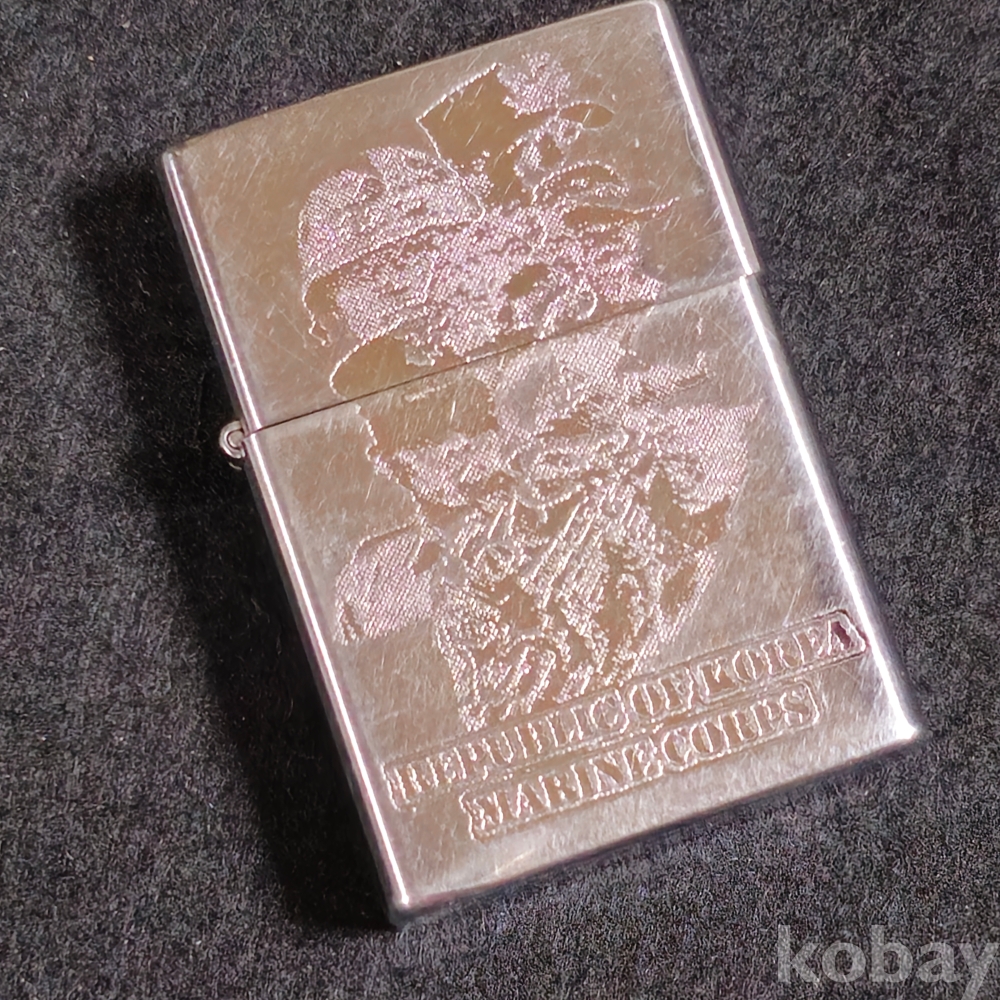 REPUBLIC OF KOREA
MARINE CORPS
kobay